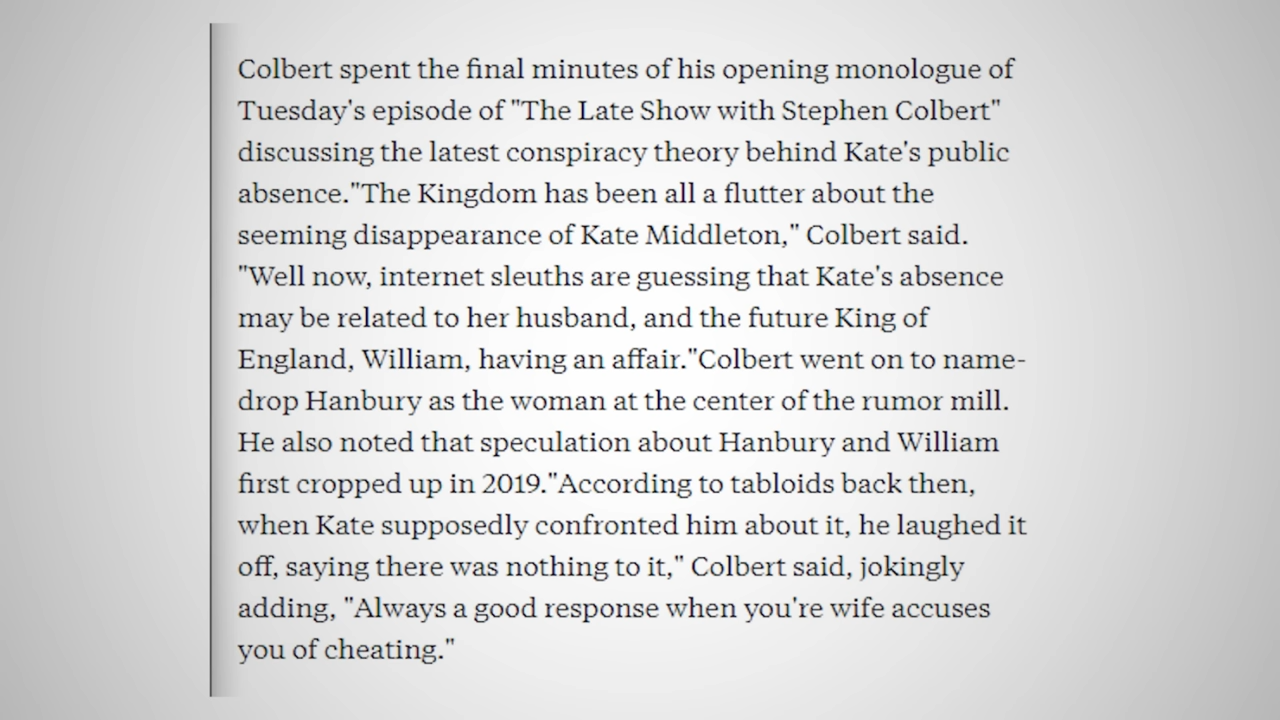 Colbert spent the final minutes of his opening monologue of
Tuesday's episode of "The Late Show with Stephen Colbert"
discussing the latest conspiracy theory behind Kate's public
absence."The Kingdom has been all a flutter about the
seeming disappearance of Kate Middleton," Colbert said.
"Well now, internet sleuths are guessing that Kate's absence
may be related to her husband, and the future King of
England, William, having an affair."Colbert went on to name-
drop Hanbury as the woman at the center of the rumor mill.
He also noted that speculation about Hanbury and William
first cropped up in 2019."According to tabloids back then,
when Kate supposedly confronted him about it, he laughed it
off, saying there was nothing to it," Colbert said, jokingly
adding, "Always a good response when you're wife accuses
you of cheating."